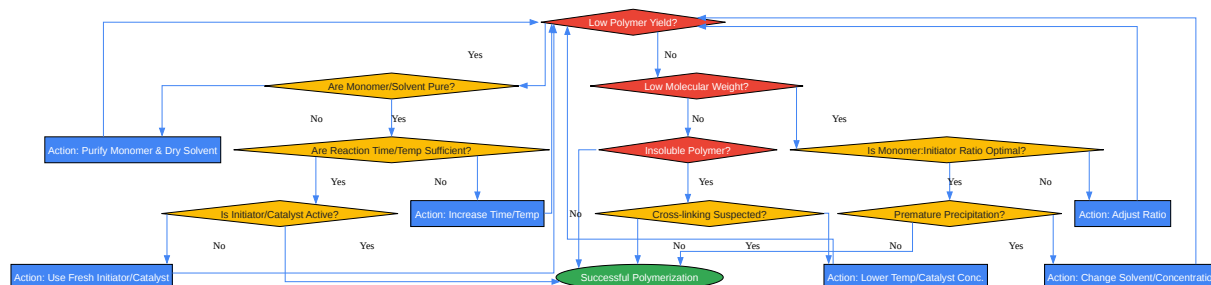 Low Polymer Yield?
Yes
No
Are Monomer/Solvent Pure?
Low Molecular Weight?
No
Yes
No
Yes
Action: Purify Monomer & Dry Solvent
Are Reaction Time/Temp Sufficient?
Insoluble Polymer?
Is Monomer:Initiator Ratio Optimal?
Yes
No
Yes
Yes
No
Is Initiator/Catalyst Active?
Action: Increase Time/Temp
No
Cross-linking Suspected?
Premature Precipitation?
Action: Adjust Ratio
No
Yes
No
Yes
No
Yes
Action: Use Fresh Initiator/Catalyst
Successful Polymerization
Action: Lower Temp/Catalyst Conc.
Action: Change Solvent/Concentratio